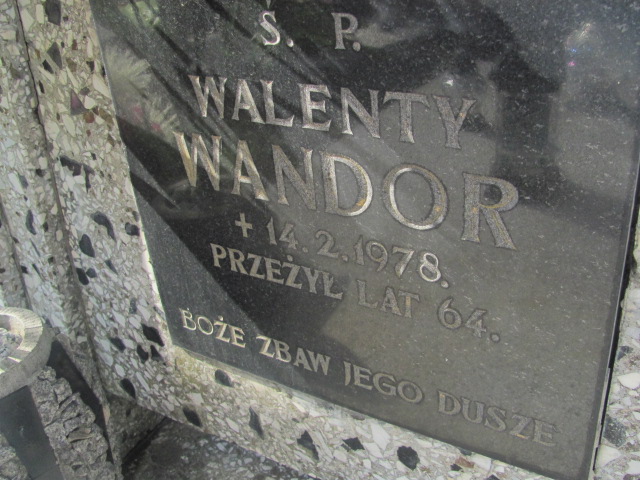 Ś. P.
WALENTY
WANDOR
+ 14.2.1978.
PRZEŻYŁ LAT 64.
BOŻE ZBAW JEGO DUSZE